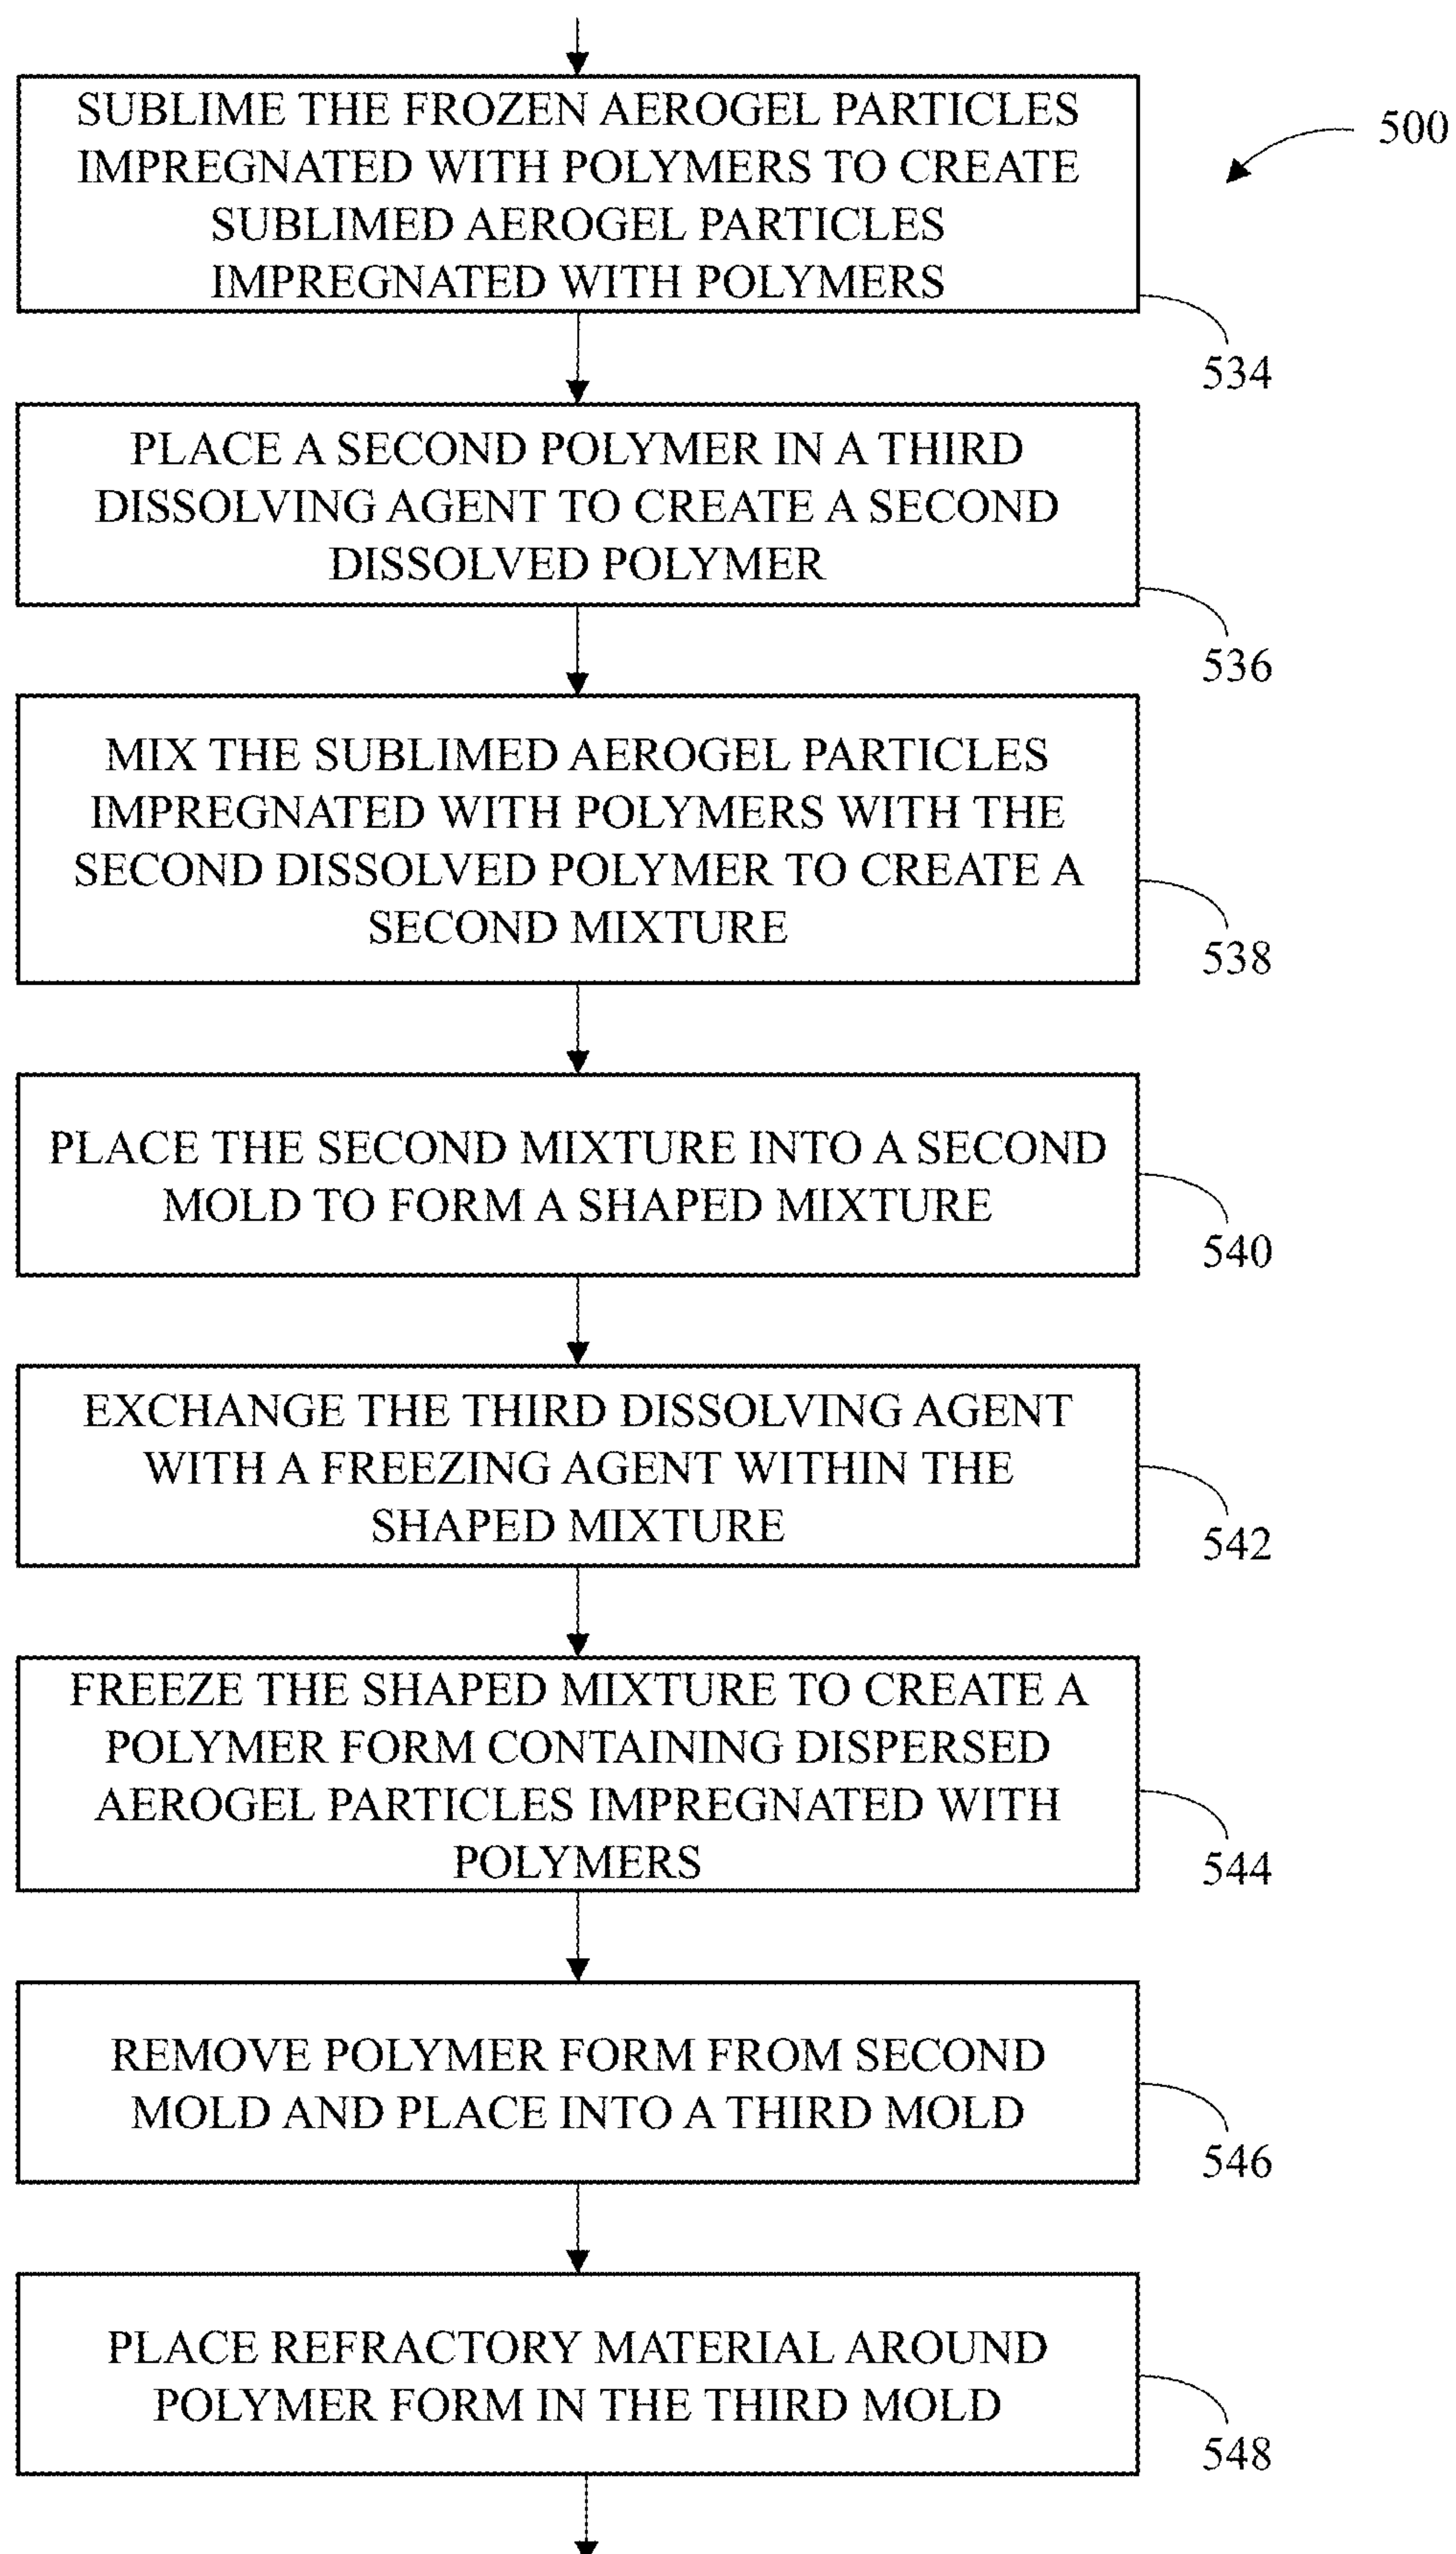 500
SUBLIME THE FROZEN AEROGEL PARTICLES
IMPREGNATED WITH POLYMERS TO CREATE
SUBLIMED AEROGEL PARTICLES
IMPREGNATED WITH POLYMERS
534
PLACE A SECOND POLYMER IN A THIRD
DISSOLVING AGENT TO CREATE A SECOND
DISSOLVED POLYMER
536
MIX THE SUBLIMED AEROGEL PARTICLES
IMPREGNATED WITH POLYMERS WITH THE
SECOND DISSOLVED POLYMER TO CREATE A
SECOND MIXTURE
538
PLACE THE SECOND MIXTURE INTO A SECOND
MOLD TO FORM A SHAPED MIXTURE
540
EXCHANGE THE THIRD DISSOLVING AGENT
WITH A FREEZING AGENT WITHIN THE
SHAPED MIXTURE
542
FREEZE THE SHAPED MIXTURE TO CREATE A
POLYMER FORM CONTAINING DISPERSED
AEROGEL PARTICLES IMPREGNATED WITH
POLYMERS
544
REMOVE POLYMER FORM FROM SECOND
MOLD AND PLACE INTO A THIRD MOLD
546
PLACE REFRACTORY MATERIAL AROUND
POLYMER FORM IN THE THIRD MOLD
548